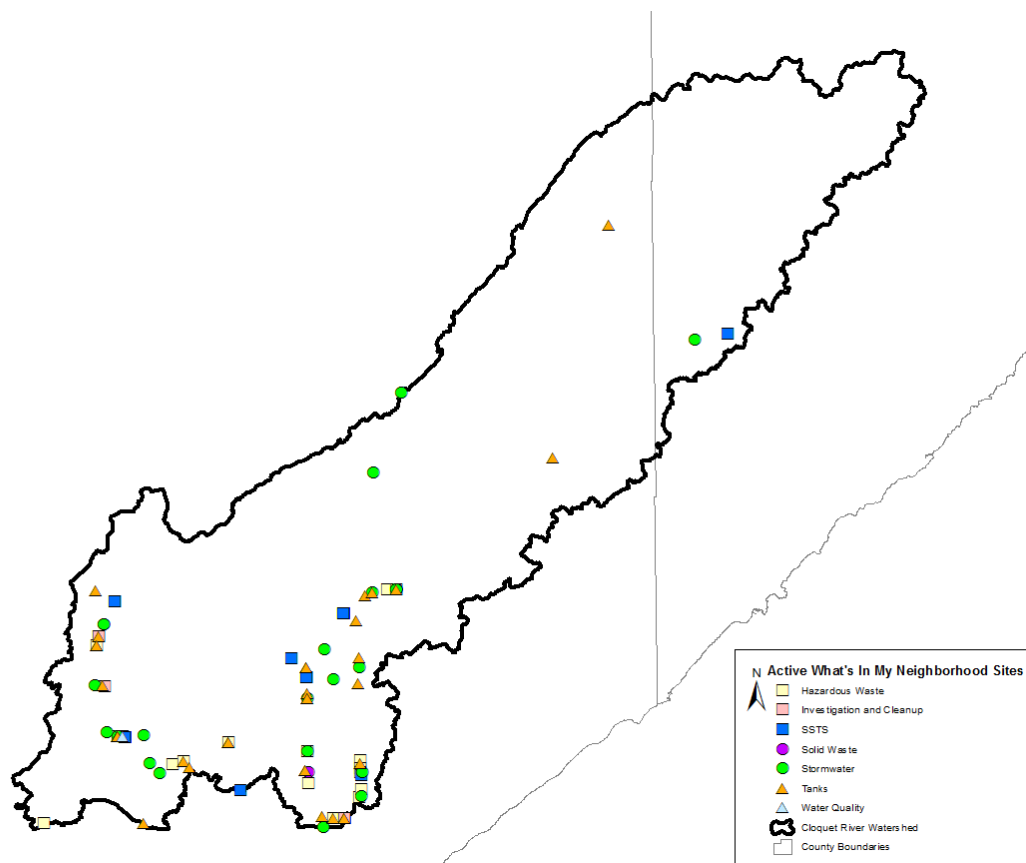 N
Active What's In My Neighborhood Sites
Hazardous Waste
Investigation and Cleanup
SSTS
Solid Waste
Stormwater
Tanks
Water Quality
Cloquet River Watershed
County Boundaries